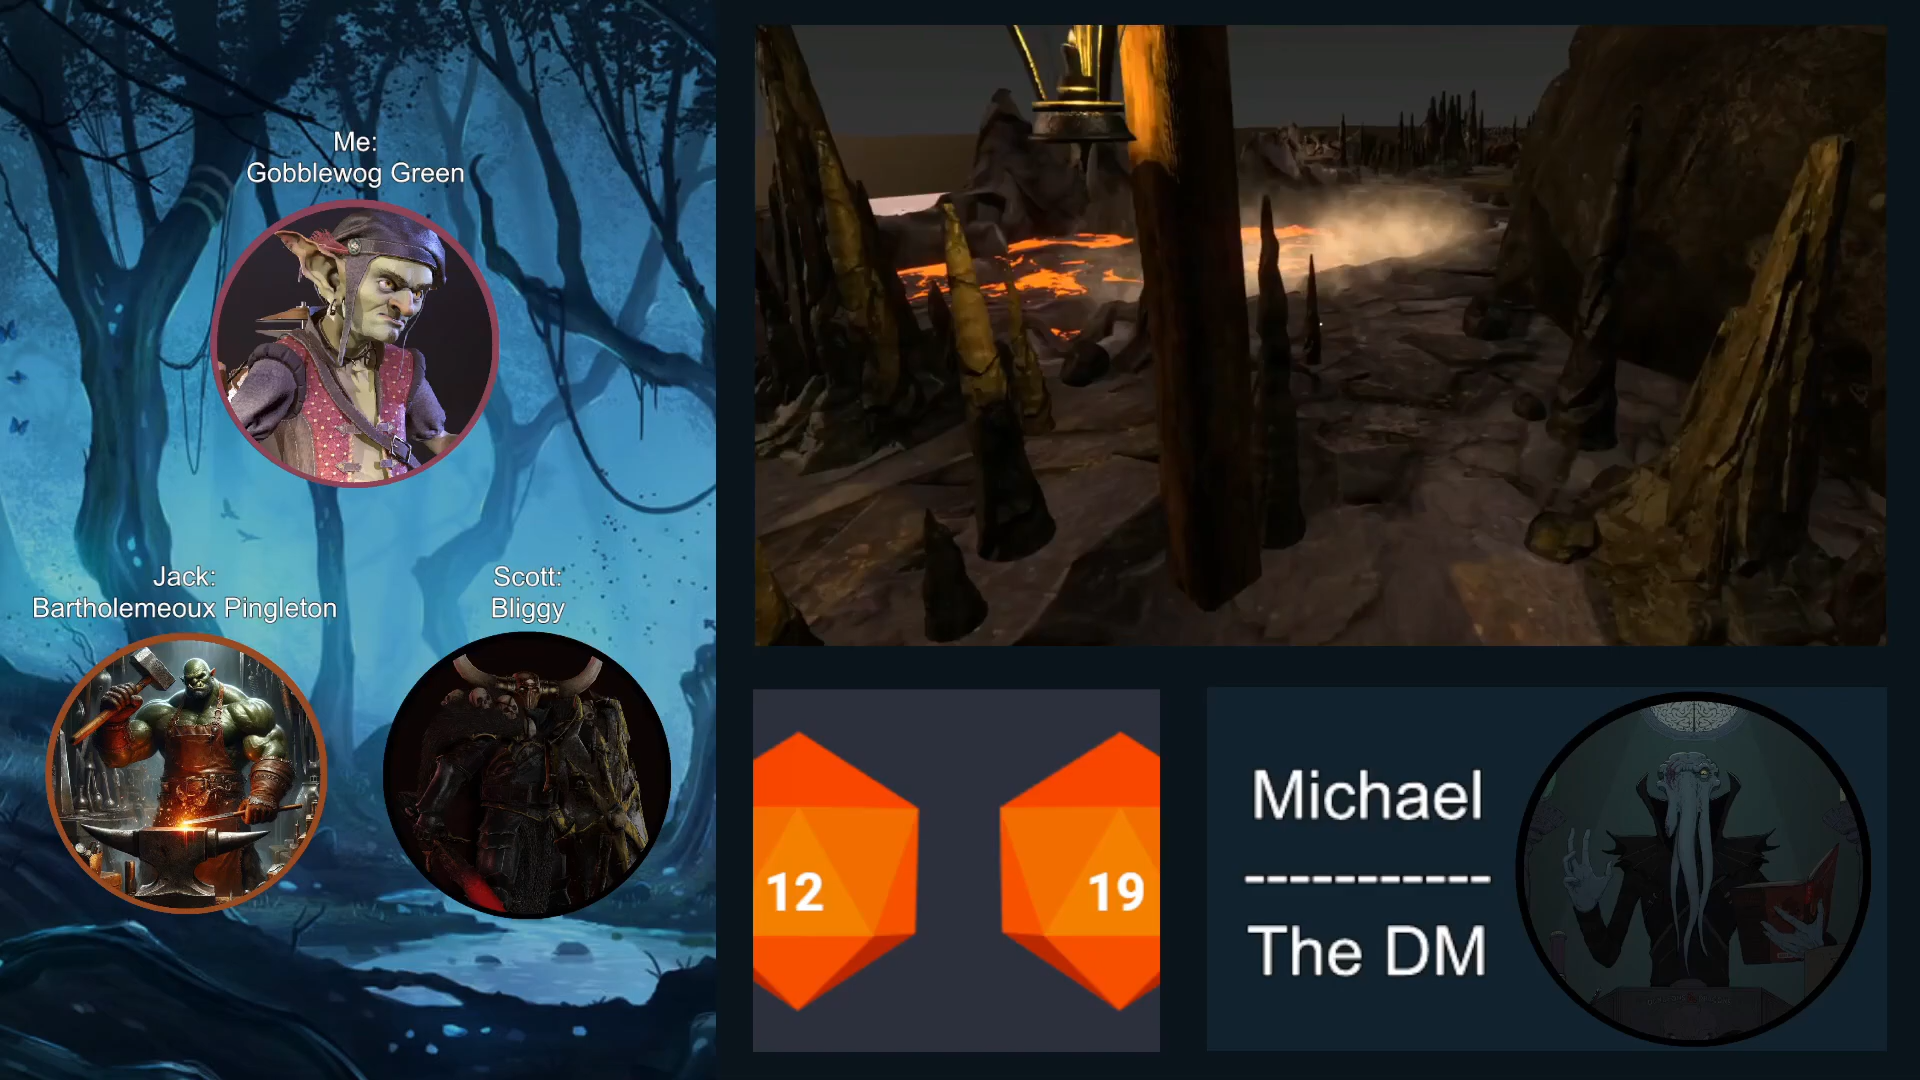 Me:
Gobblewog Green
Jack:
Bartholemeoux Pingleton
Scott:
Bliggy
12
19
Michael
-----------
The DM